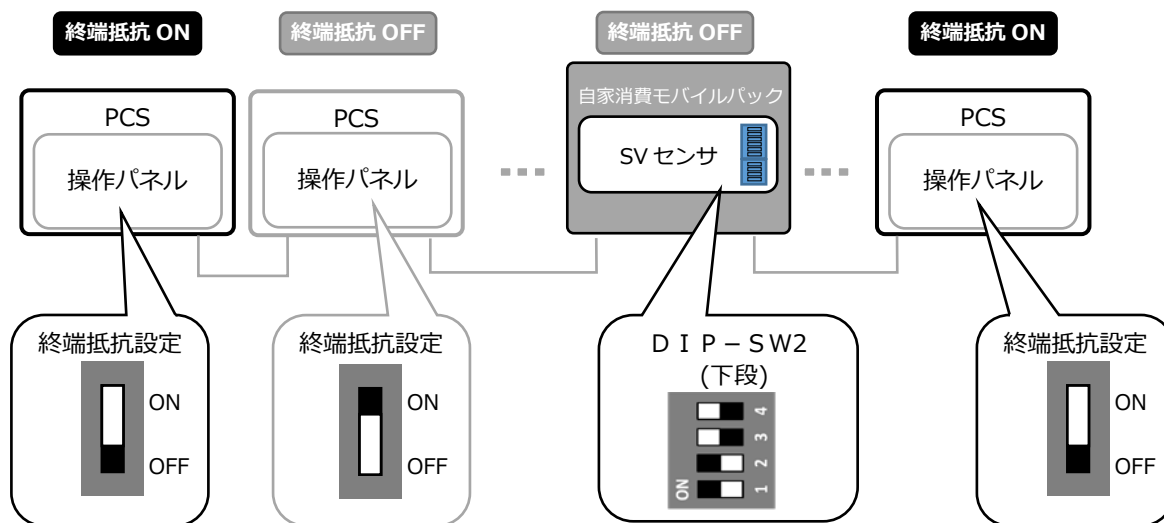 終端抵抗 ON
終端抵抗 OFF
終端抵抗 OFF
終端抵抗 ON
PCS
操作パネル
PCS
操作パネル
自家消費モバイルパック
SV センサ
PCS
操作パネル
終端抵抗設定
ON
OFF
終端抵抗設定
ON
OFF
ＤＩＰ－ＳＷ2
(下段)
4
3
2
1
ON
終端抵抗設定
ON
OFF